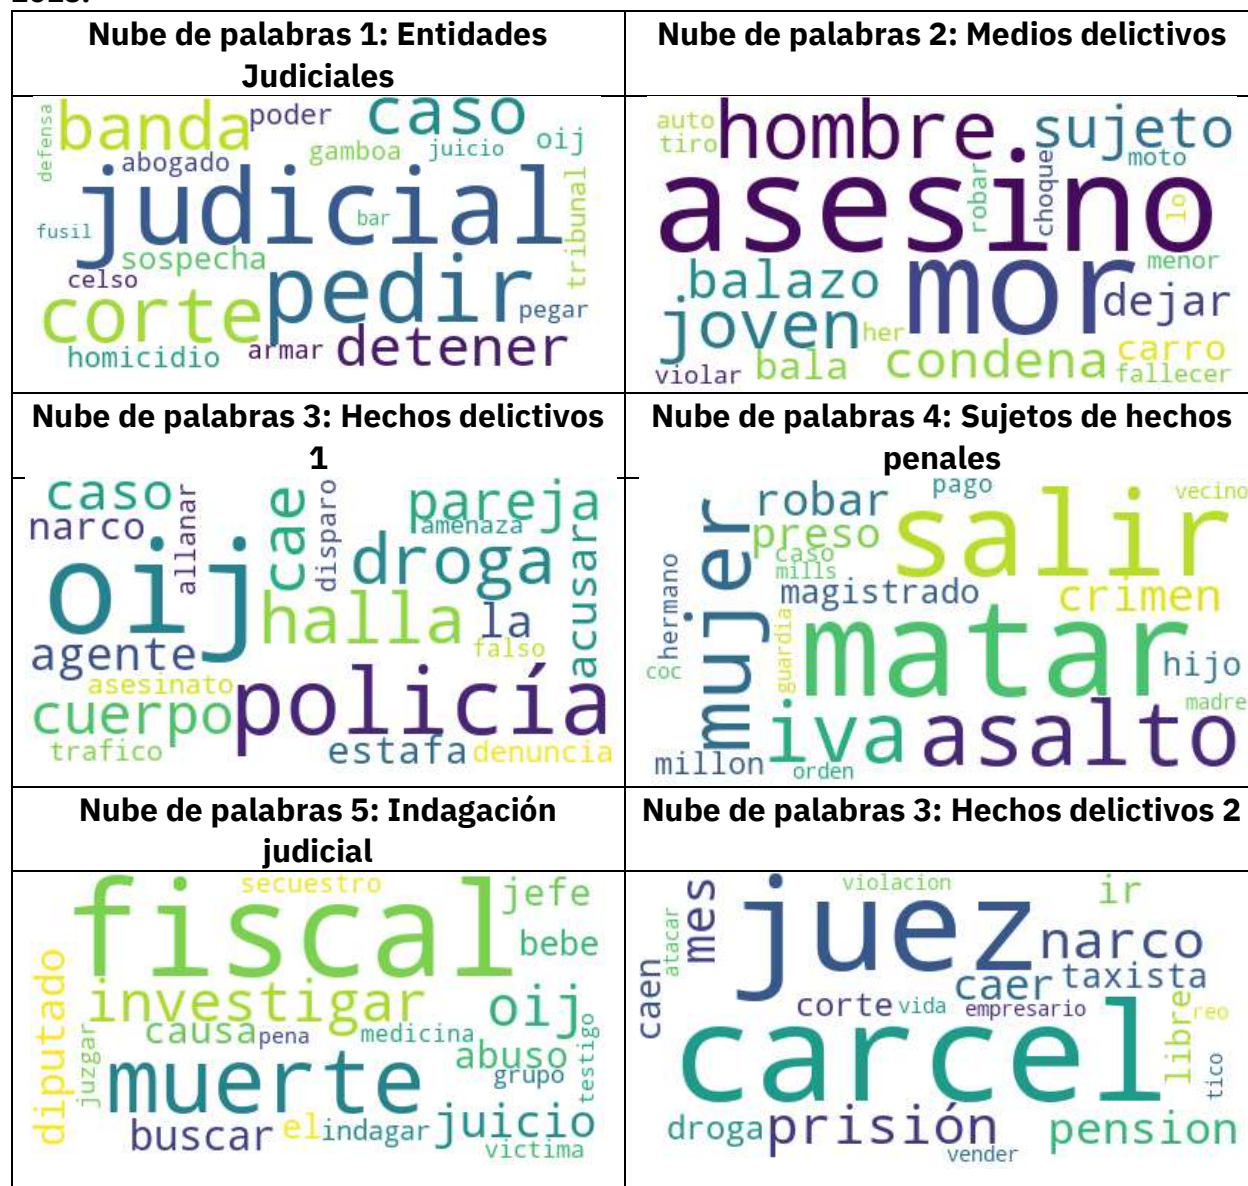 Nube de palabras 1: Entidades
Judiciales
Nube de palabras 2: Medios delictivos
defensa
banda
poder
caso
oij
abogado
gamboa
juicio
judicial
tribunal
fusil
bar
sospecha
celso
corte
pedir
pegar
homicidio
armar
detener
auto
tiro
hombre
sujeto
moto
asesino
robar
choque
lo
balazo
mor
menor
joven
her
dejar
violar
bala
condena
carro
fallecer
Nube de palabras 3: Hechos delictivos
1
Nube de palabras 4: Sujetos de hechos
penales
caso
narco
allanar
cae
disparo
pareja
amenaza
oij
droga
acusar
halla
la
falso
agente
asesinato
cuerpo
policía
trafico
estafa
denuncia
mujer
robar
pago
salir
vecino
preso
caso
mills
hermano
magistrado
crimen
coc
guardia
matar
hijo
madre
iva
asalto
millon
orden
Nube de palabras 5: Indagación
judicial
Nube de palabras 3: Hechos delictivos 2
secuestro
fiscal
jefe
bebe
diputado
investigar
oij
causa
pena
medicina
juzgar
abuso
grupo
testigo
muerte
buscar
el
indagar
juicio
victima
mes
violacion
ir
atacar
juez
narco
caen
caer
taxista
corte
vida
empresario
carcel
libre
reo
tico
droga
prisión
pension
vender